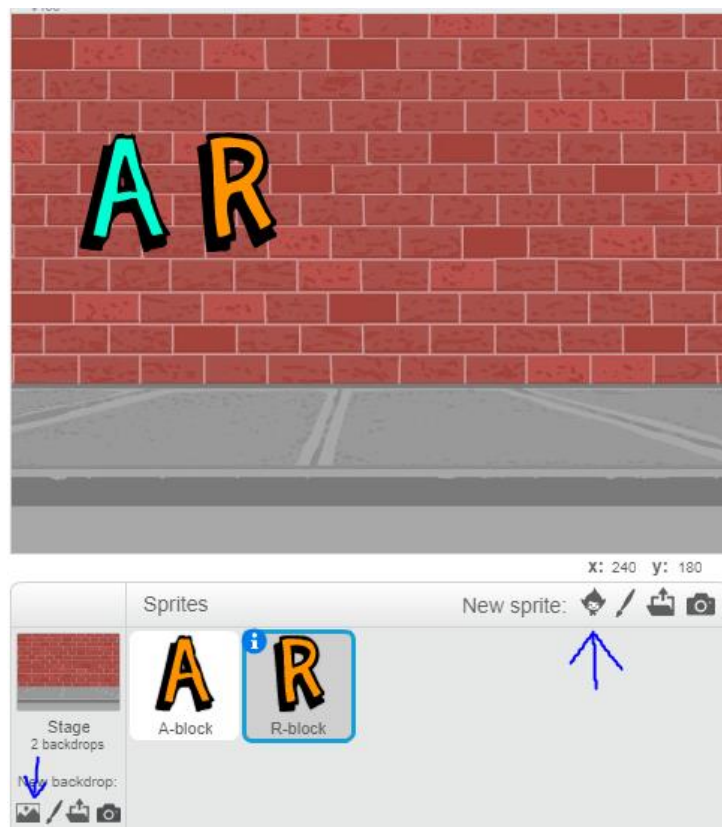 A R
x: 240 y: 180
Sprites
New sprite:
A
R
A-block
R-block
Stage
2 backdrops
New backdrop: